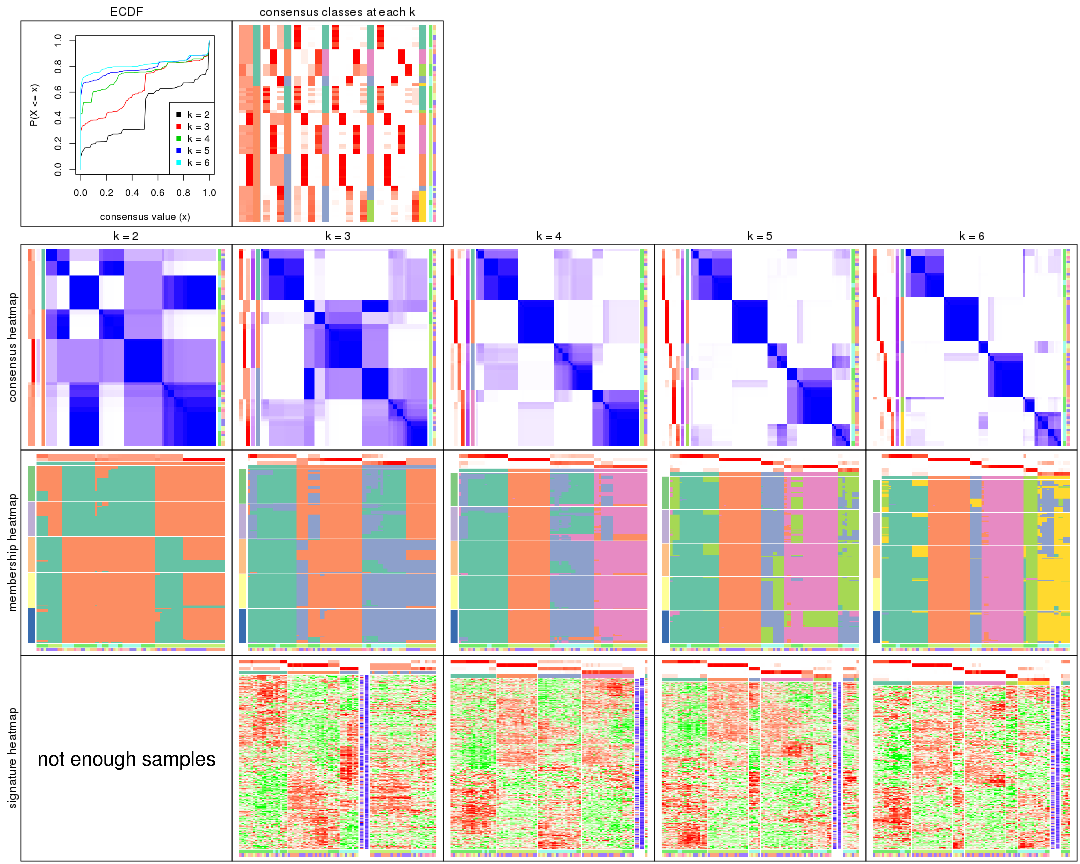 ECDF
consensus classes at each k
P(X <= x)
0.0 0.2 0.4 0.6 0.8 1.0
k = 2
k = 3
k = 4
k = 5
k = 6
0.0 0.2 0.4 0.6 0.8 1.0
consensus value (x)
k = 2
k = 3
k = 4
k = 5
k = 6
consensus heatmap
membership heatmap
signature heatmap
not enough samples